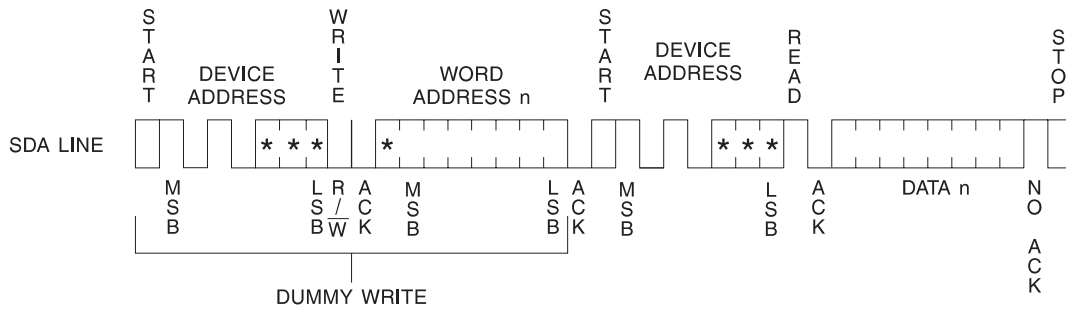 START
DEVICE
ADDRESS
WRITE
WORD
ADDRESS n
START
DEVICE
ADDRESS
READ
STOP
SDA LINE
* * *
*
* * *
MSB
LSB
R/W
ACK
MSB
LSB
ACK
MSB
LSB
ACK
DATA n
NO ACK
DUMMY WRITE